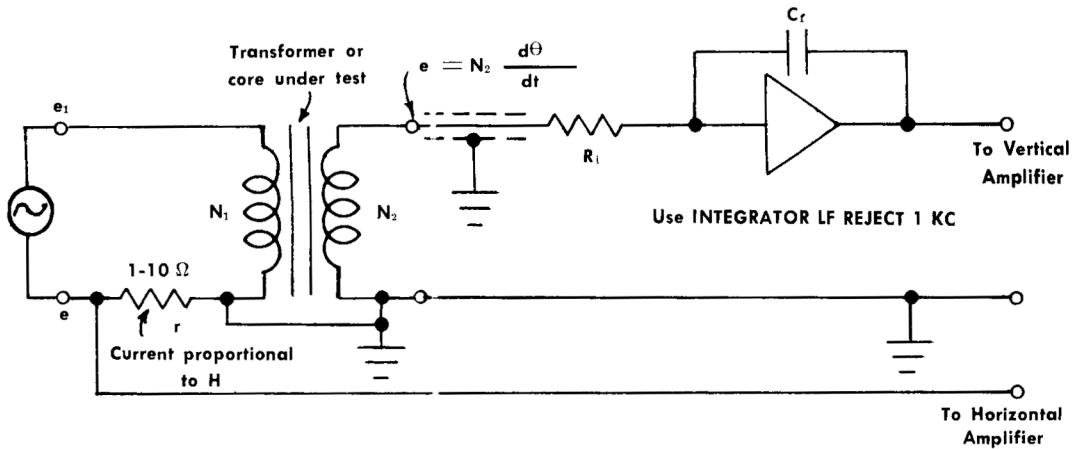 Transformer or
core under test
e = N₂ dθ
dt
Cf
e₁
Ri
To Vertical
Amplifier
N₁
N₂
Use INTEGRATOR LF REJECT 1 KC
1-10 Ω
e
r
Current proportional
to H
To Horizontal
Amplifier